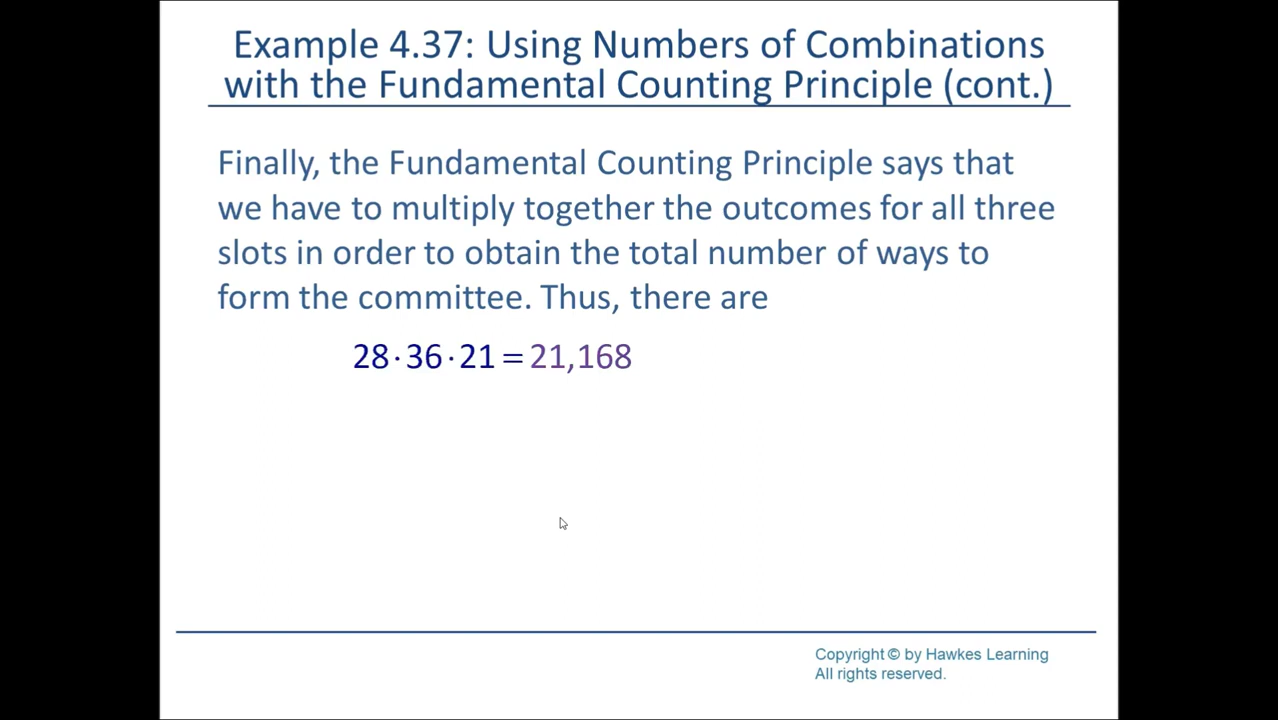 Example 4.37: Using Numbers of Combinations
with the Fundamental Counting Principle (cont.)
Finally, the Fundamental Counting Principle says that
we have to multiply together the outcomes for all three
slots in order to obtain the total number of ways to
form the committee. Thus, there are
28·36·21=21,168
Copyright © by Hawkes Learning
All rights reserved.